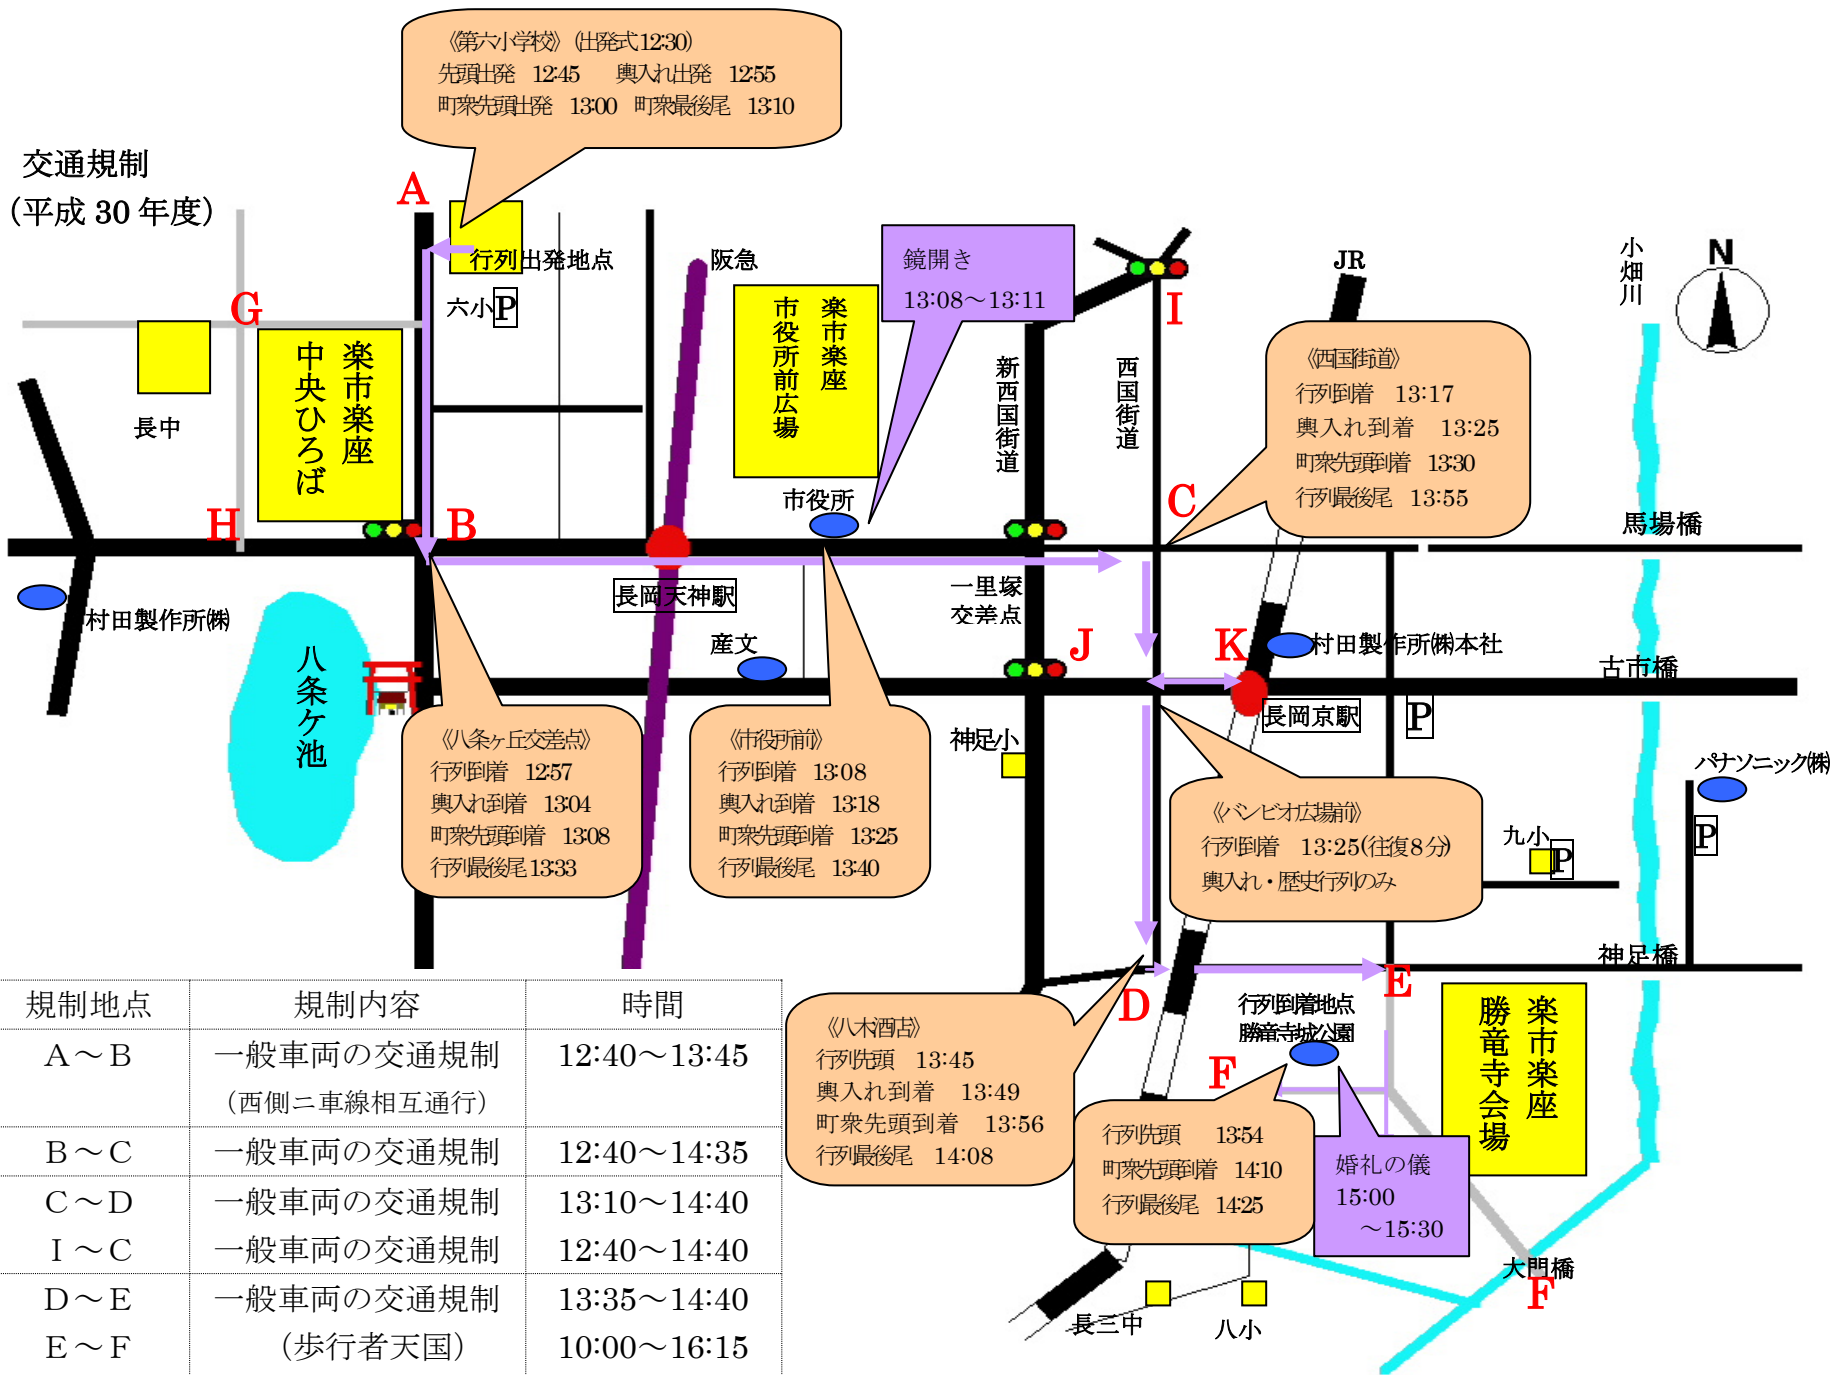 《第六小学校》(出発式12:30)
先頭出発 12:45 輿入れ出発 12:55
町衆先頭出発 13:00 町衆最後尾 13:10
交通規制
(平成 30 年度)
A
行列出発地点
六小 P
G
長中
楽市楽座
中央ひろば
阪急
楽市楽座
市役所前広場
鏡開き
13:08～13:11
市役所
新西国街道
西国街道
I
JR
小畑川
N
《西国街道》
行列到着 13:17
輿入れ到着 13:25
町衆先頭到着 13:30
行列最後尾 13:55
H
B
C
馬場橋
村田製作所㈱
長岡天神駅
一里塚
交差点
八条ケ池
産文
J
K
村田製作所㈱本社
古市橋
長岡京駅
P
神足小
《八条ヶ丘交差点》
行列到着 12:57
輿入れ到着 13:04
町衆先頭到着 13:08
行列最後尾13:33
《市役所前》
行列到着 13:08
輿入れ到着 13:18
町衆先頭到着 13:25
行列最後尾 13:40
《バンビオ広場前》
行列到着 13:25(往復8分)
輿入れ・歴史行列のみ
パナソニック㈱
P
九小
P
神足橋
D
E
行列到着地点
勝竜寺城公園
F
楽市楽座
勝竜寺会場
《八木酒店》
行列先頭 13:45
輿入れ到着 13:49
町衆先頭到着 13:56
行列最後尾 14:08
行列先頭 13:54
町衆先頭到着 14:10
行列最後尾 14:25
婚礼の儀
15:00
～15:30
大門橋
F
長三中
八小
規制地点 規制内容 時間
A～B 一般車両の交通規制 12:40～13:45
(西側二車線相互通行)
B～C 一般車両の交通規制 12:40～14:35
C～D 一般車両の交通規制 13:10～14:40
I～C 一般車両の交通規制 12:40～14:40
D～E 一般車両の交通規制 13:35～14:40
E～F (歩行者天国) 10:00～16:15